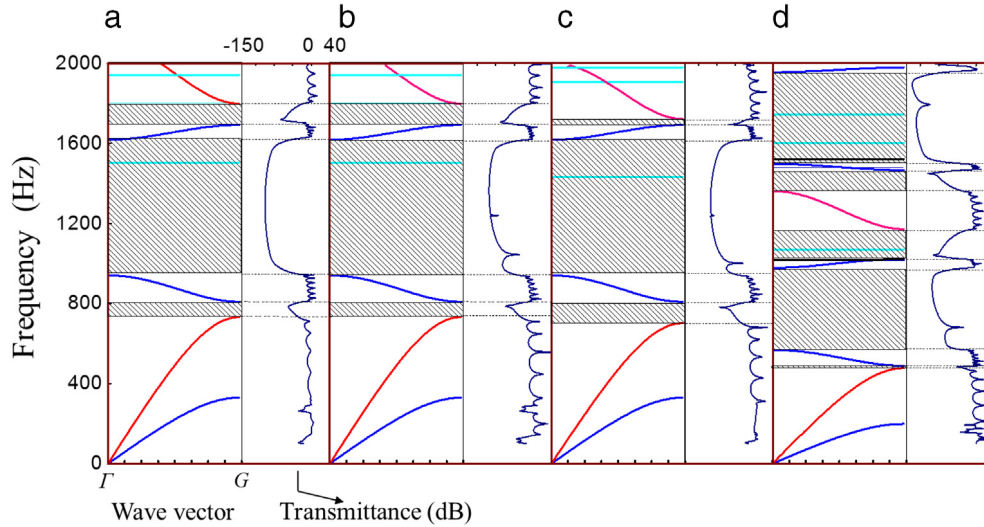 a b c d
-150 0 40
2000
1600
1200
800
400
0
Frequency (Hz)
Γ G
Wave vector Transmittance (dB)